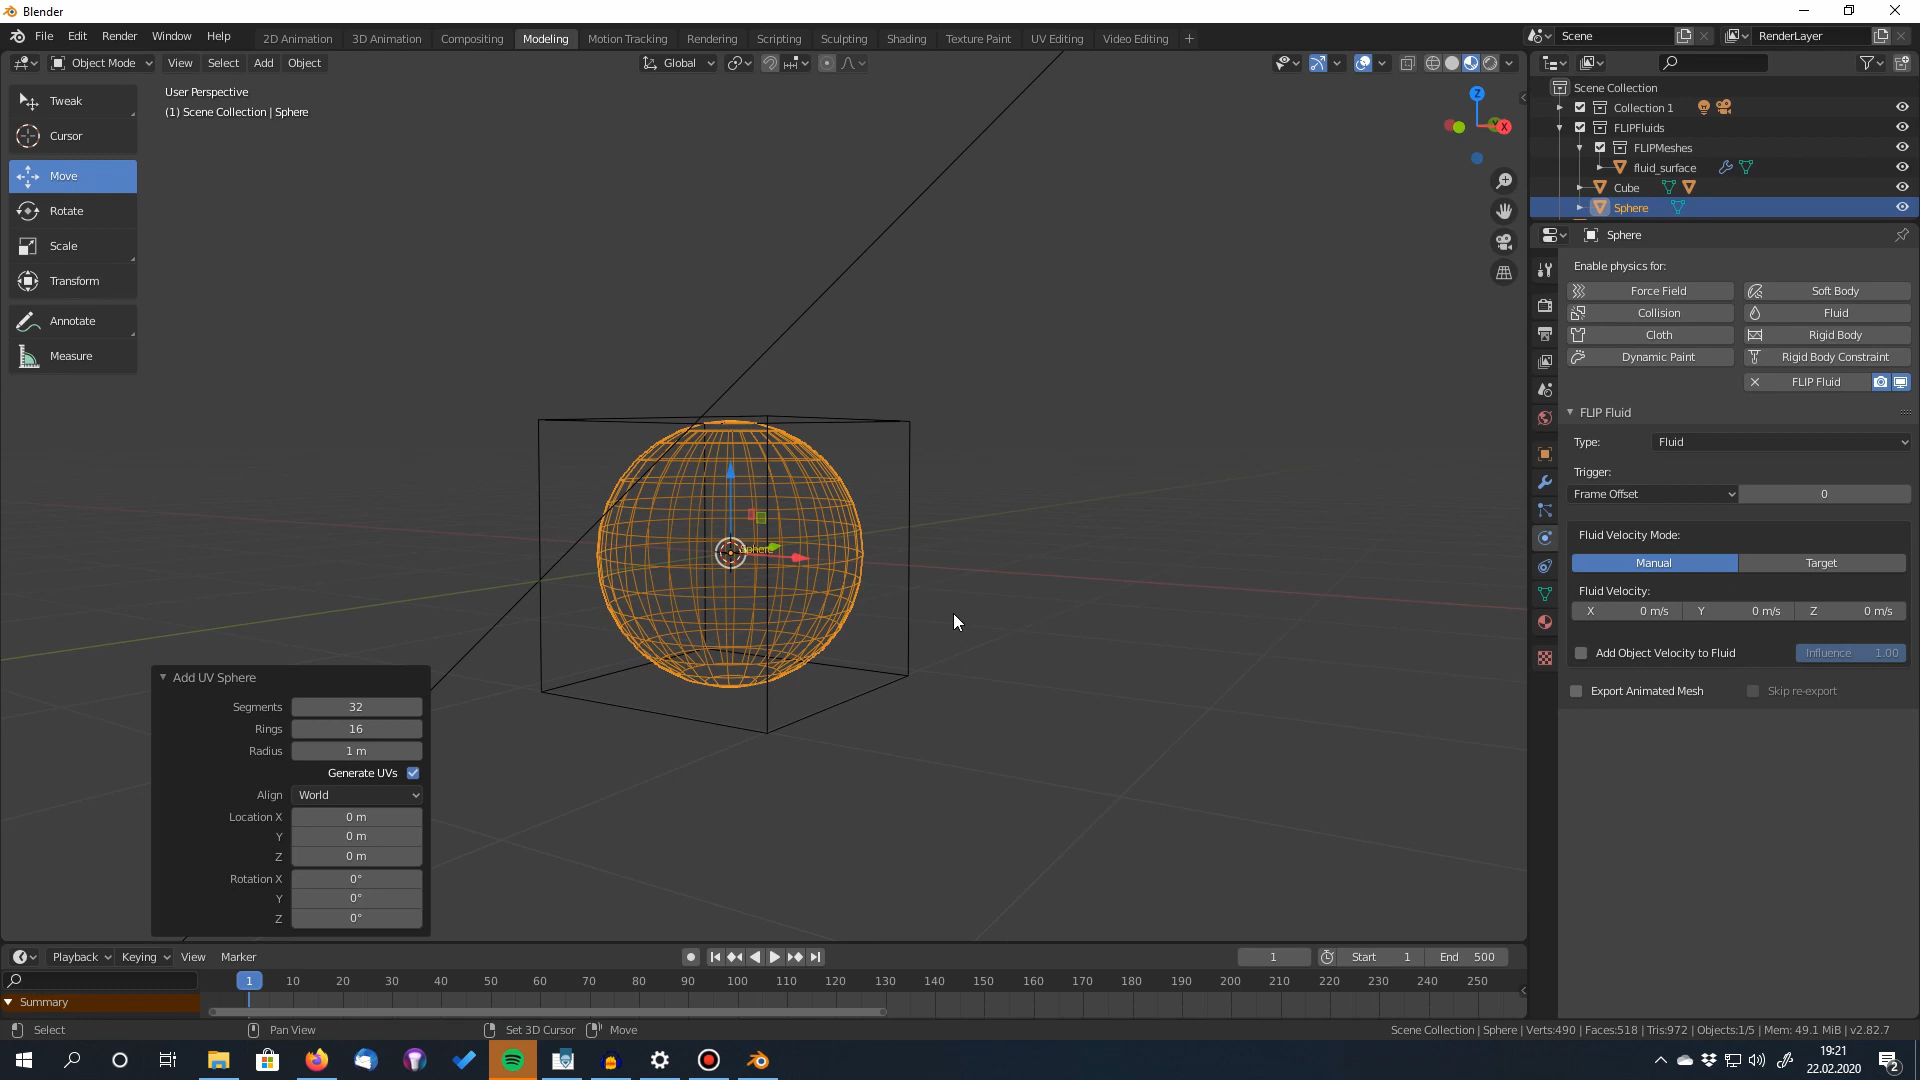 Blender
File Edit Render Window Help 2D Animation 3D Animation Compositing Modeling Motion Tracking Rendering Scripting Sculpting Shading Texture Paint UV Editing Video Editing + Scene RenderLayer
Object Mode View Select Add Object Global
User Perspective
(1) Scene Collection | Sphere
Tweak
Cursor
Move
Rotate
Scale
Transform
Annotate
Measure
Z
X
Sphere
Scene Collection
Collection 1
FLIPFluids
FLIPMeshes
fluid_surface
Cube
Sphere
Sphere
Enable physics for:
Force Field Soft Body
Collision Fluid
Cloth Rigid Body
Dynamic Paint Rigid Body Constraint
FLIP Fluid
FLIP Fluid
Type: Fluid
Trigger:
Frame Offset 0
Fluid Velocity Mode:
Manual Target
Fluid Velocity:
X 0 m/s Y 0 m/s Z 0 m/s
Add Object Velocity to Fluid Influence 1.00
Export Animated Mesh Skip re-export
Add UV Sphere
Segments 32
Rings 16
Radius 1 m
Generate UVs
Align World
Location X 0 m
Y 0 m
Z 0 m
Rotation X 0°
Y 0°
Z 0°
Playback Keying View Marker 1 Start 1 End 500
1 10 20 30 40 50 60 70 80 90 100 110 120 130 140 150 160 170 180 190 200 210 220 230 240 250
Summary
Select Pan View Set 3D Cursor Move Scene Collection | Sphere | Verts:490 | Faces:518 | Tris:972 | Objects:1/5 | Mem: 49.1 MiB | v2.82.7
19:21
22.02.2020
2